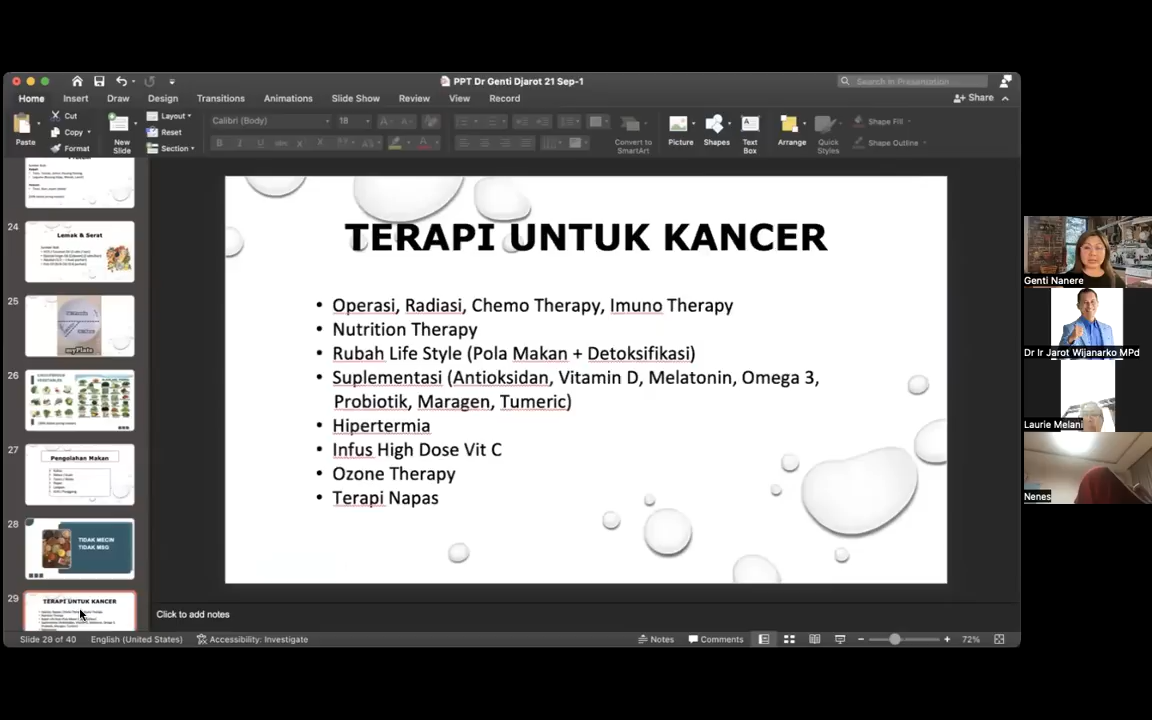 PPT Dr Genti Djarot 21 Sep-1
Search in Presentation
Home Insert Draw Design Transitions Animations Slide Show Review View Record
Share
Paste
Cut
Copy
Format
New
Slide
Layout
Reset
Section
Calibri (Body) 18
Convert to
SmartArt
Picture
Shapes
Text
Box
Arrange
Quick
Styles
Shape Fill
Shape Outline
24
Lemak & Serat
25
myPlate
26
27
Pengolahan Makan
28
TIDAK MECIN
TIDAK MSG
29
TERAPI UNTUK KANCER
TERAPI UNTUK KANCER
• Operasi, Radiasi, Chemo Therapy, Imuno Therapy
• Nutrition Therapy
• Rubah Life Style (Pola Makan + Detoksifikasi)
• Suplementasi (Antioksidan, Vitamin D, Melatonin, Omega 3,
Probiotik, Maragen, Tumeric)
• Hipertermia
• Infus High Dose Vit C
• Ozone Therapy
• Terapi Napas
Click to add notes
Slide 28 of 40 English (United States) Accessibility: Investigate Notes Comments 72%
Genti Nanere
Dr Ir Jarot Wijanarko MPd
Laurie Melani
Nenes